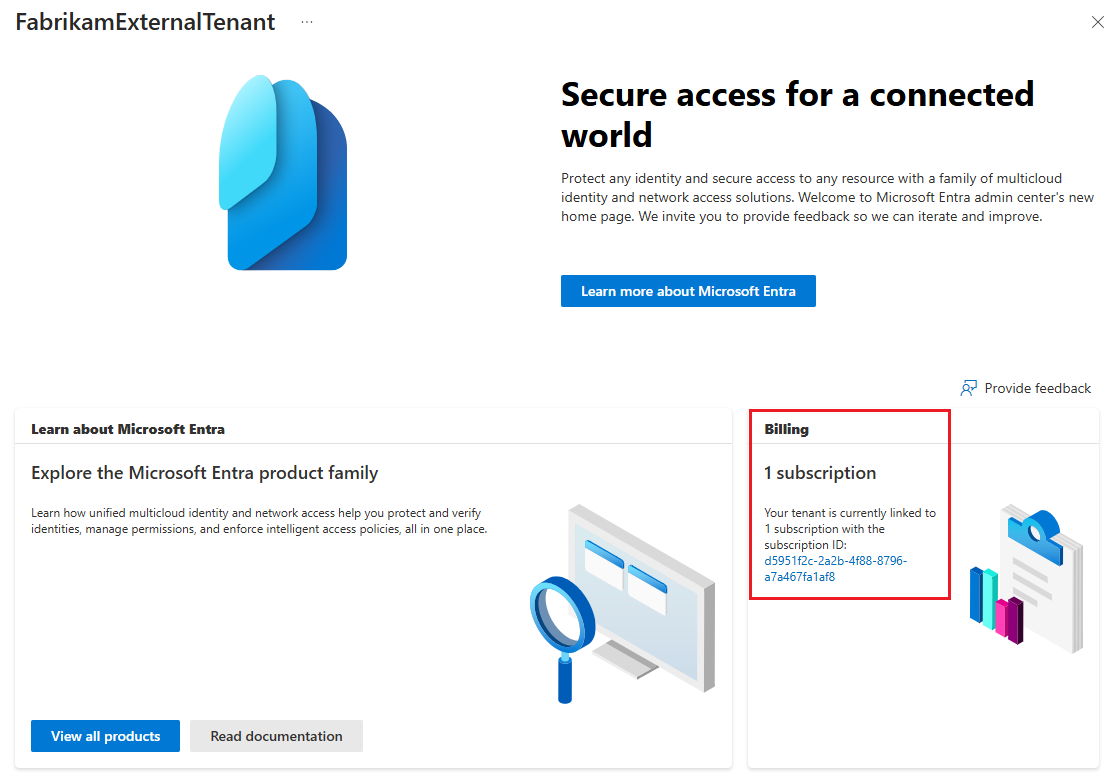 FabrikamExternalTenant ...
Secure access for a connected
world
Protect any identity and secure access to any resource with a family of multicloud
identity and network access solutions. Welcome to Microsoft Entra admin center's new
home page. We invite you to provide feedback so we can iterate and improve.
Learn more about Microsoft Entra
Provide feedback
Learn about Microsoft Entra
Explore the Microsoft Entra product family
Learn how unified multicloud identity and network access help you protect and verify
identities, manage permissions, and enforce intelligent access policies, all in one place.
View all products
Read documentation
Billing
1 subscription
Your tenant is currently linked to
1 subscription with the
subscription ID:
d5951f2c-2a2b-4f88-8796-
a7a467fa1af8